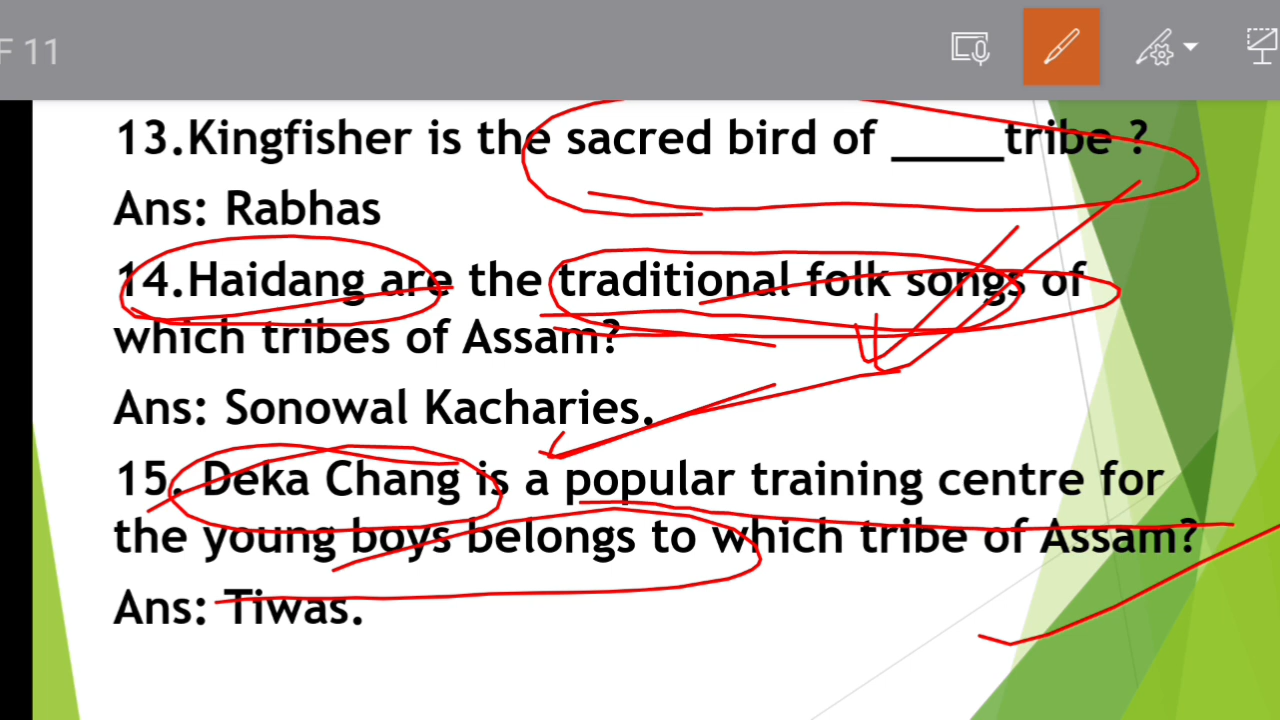 F 11
13.Kingfisher is the sacred bird of _____tribe ?
Ans: Rabhas
14.Haidang are the traditional folk songs of
which tribes of Assam?
Ans: Sonowal Kacharies.
15. Deka Chang is a popular training centre for
the young boys belongs to which tribe of Assam?
Ans: Tiwas.